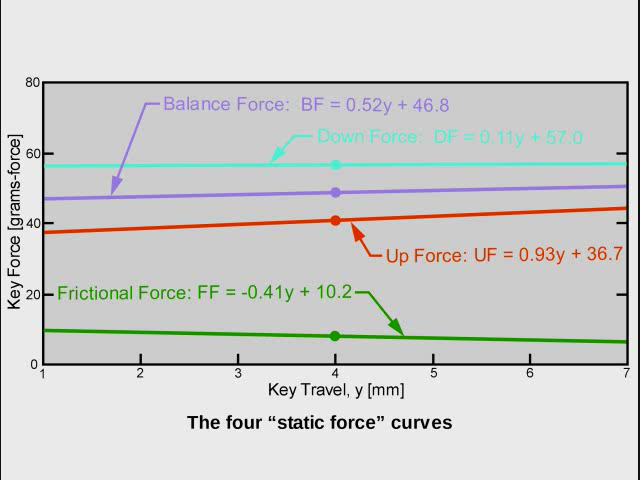 80
Balance Force: BF = 0.52y + 46.8
Down Force: DF = 0.11y + 57.0
60
40
Up Force: UF = 0.93y + 36.7
20
Frictional Force: FF = -0.41y + 10.2
0
Key Force [grams-force]
1 2 3 4 5 6 7
Key Travel, y [mm]
The four “static force” curves